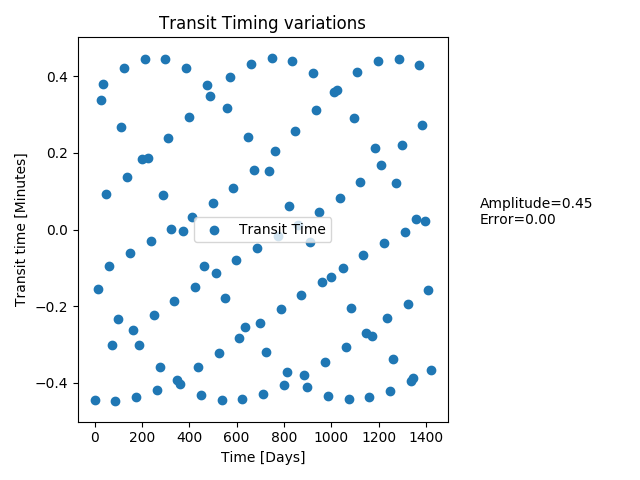 Transit Timing variations
Transit time [Minutes]
0.4
0.2
0.0
−0.2
−0.4
Transit Time
Amplitude=0.45
Error=0.00
0 200 400 600 800 1000 1200 1400
Time [Days]